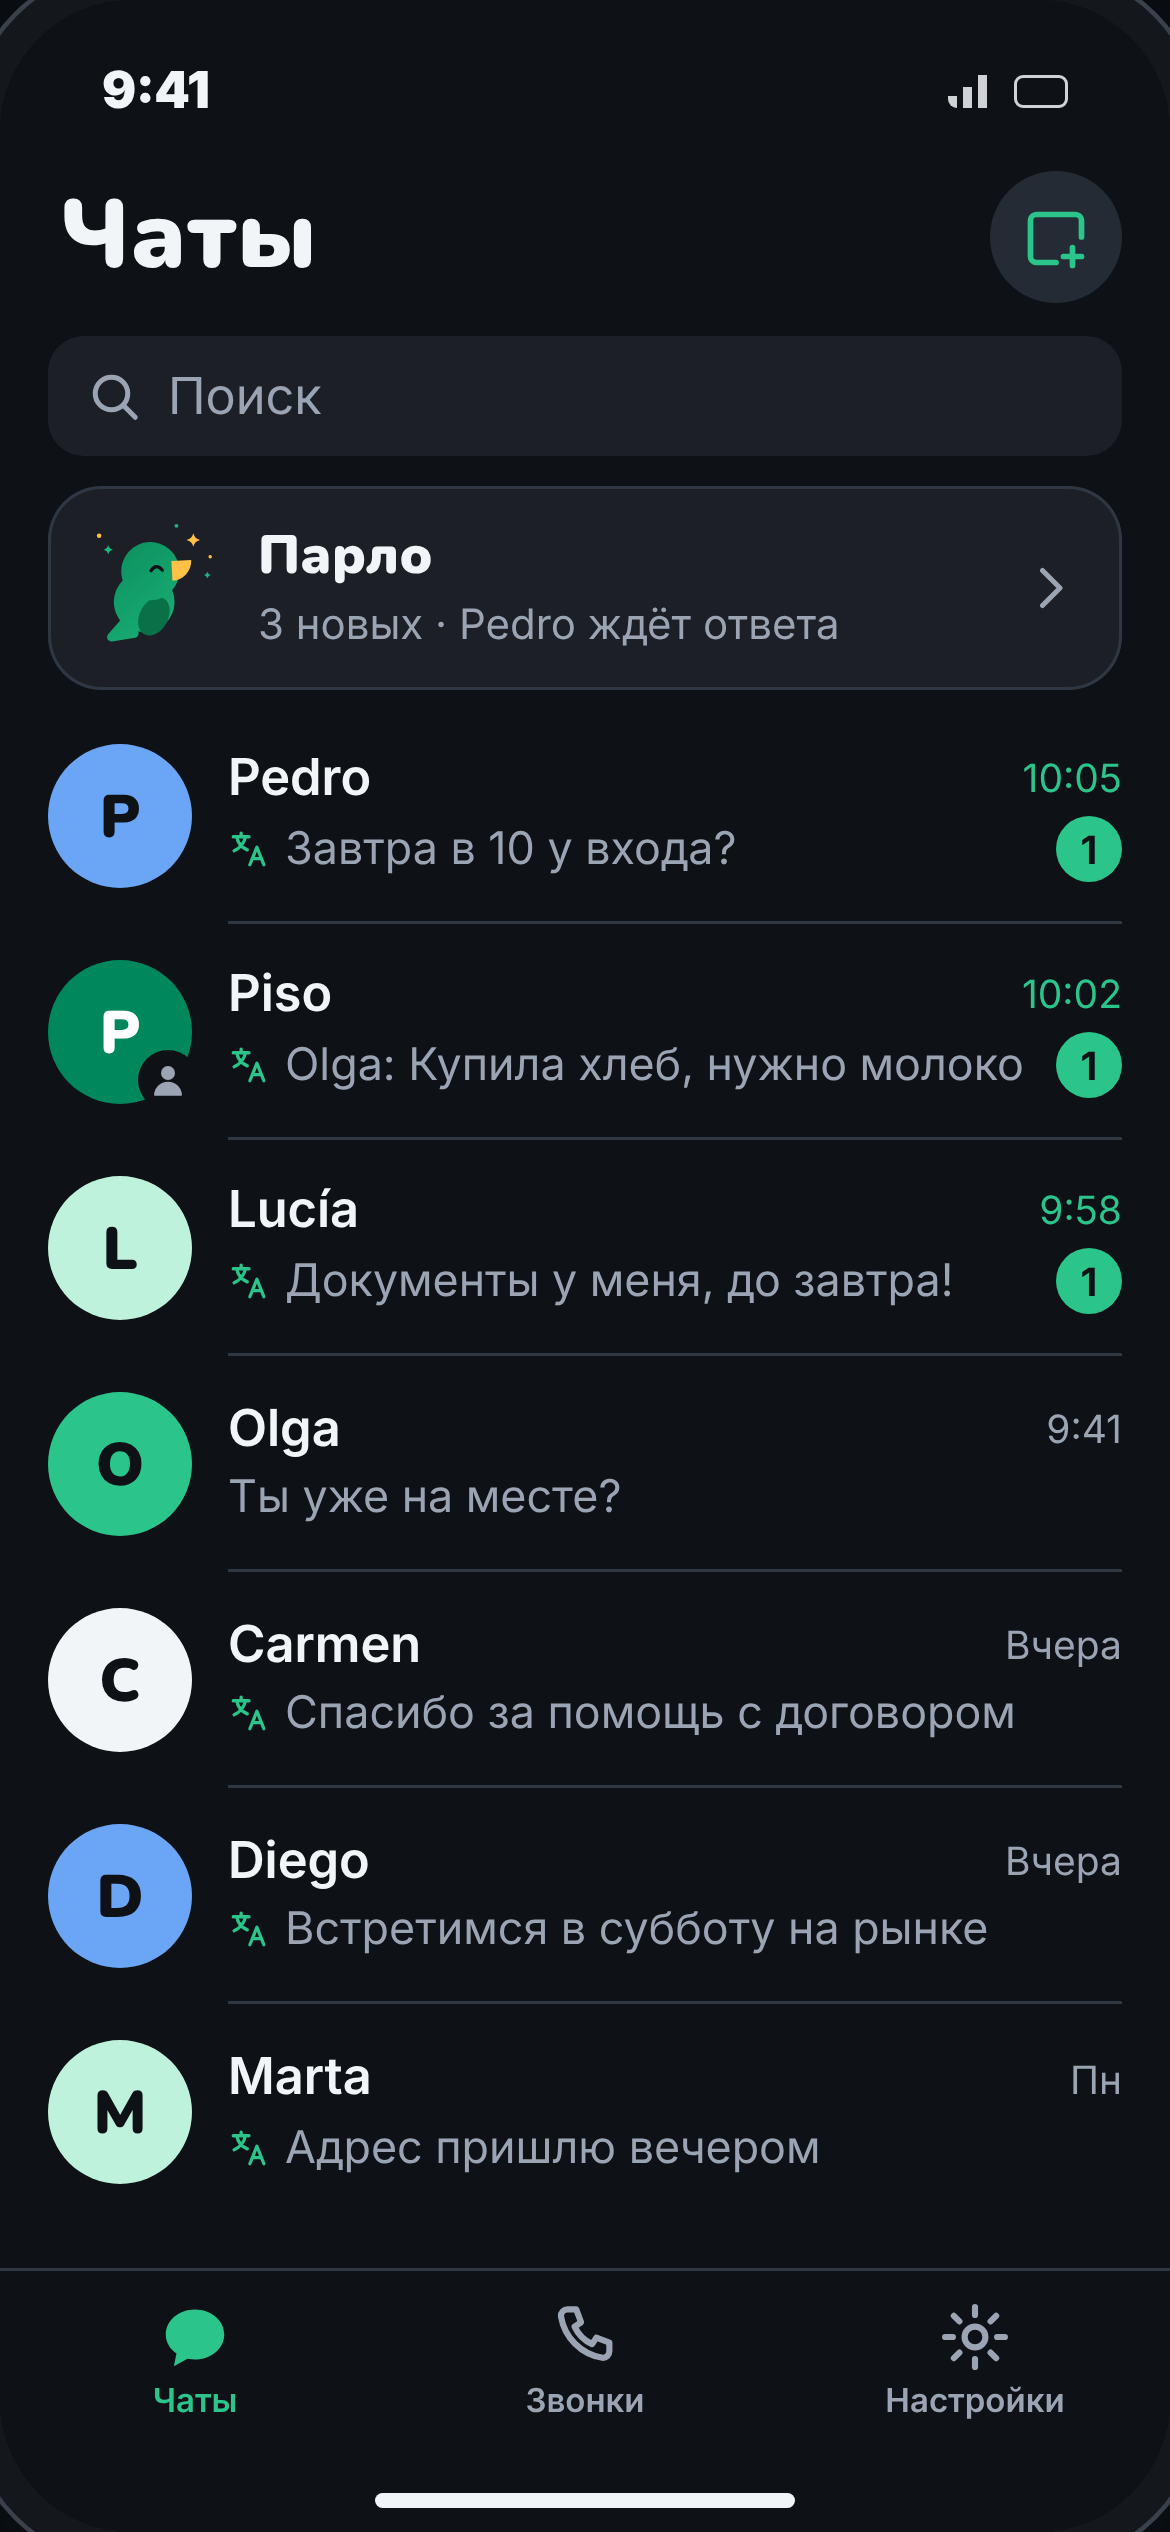 9:41
Чаты
Поиск
Парло
3 новых · Pedro ждёт ответа
P
Pedro
10:05
Завтра в 10 у входа?
1
P
Piso
10:02
Olga: Купила хлеб, нужно молоко
1
L
Lucía
9:58
Документы у меня, до завтра!
1
O
Olga
9:41
Ты уже на месте?
C
Carmen
Вчера
Спасибо за помощь с договором
D
Diego
Вчера
Встретимся в субботу на рынке
M
Marta
Пн
Адрес пришлю вечером
Чаты
Звонки
Настройки